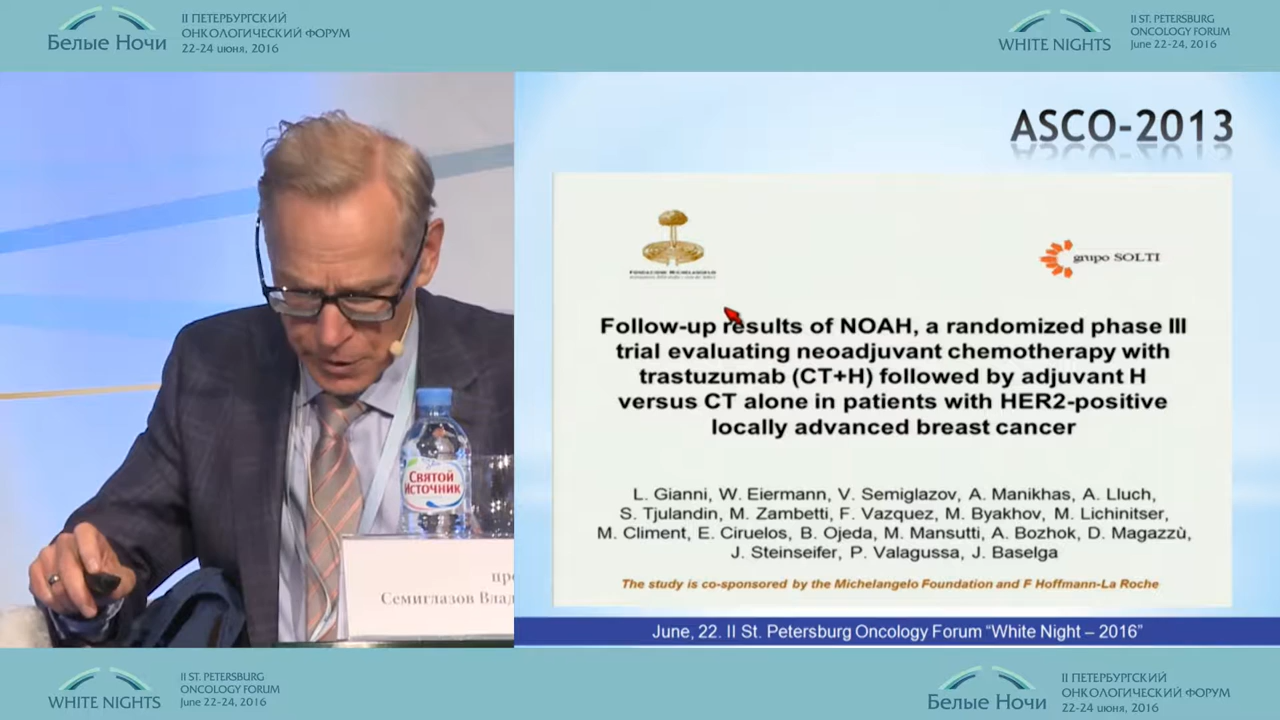 Белые Ночи
II ПЕТЕРБУРГСКИЙ
ОНКОЛОГИЧЕСКИЙ ФОРУМ
22-24 июня, 2016
WHITE NIGHTS
II ST. PETERSBURG
ONCOLOGY FORUM
June 22-24, 2016
ASCO-2013
FONDAZIONE MICHELANGELO
grupo SOLTI
Follow-up results of NOAH, a randomized phase III
trial evaluating neoadjuvant chemotherapy with
trastuzumab (CT+H) followed by adjuvant H
versus CT alone in patients with HER2-positive
locally advanced breast cancer
L. Gianni, W. Eiermann, V. Semiglazov, A. Manikhas, A. Lluch,
S. Tjulandin, M. Zambetti, F. Vazquez, M. Byakhov, M. Lichinitser,
M. Climent, E. Ciruelos, B. Ojeda, M. Mansutti, A. Bozhok, D. Magazzù,
J. Steinseifer, P. Valagussa, J. Baselga
The study is co-sponsored by the Michelangelo Foundation and F Hoffmann-La Roche
June, 22. II St. Petersburg Oncology Forum “White Night – 2016”
СВЯТОЙ
ИСТОЧНИК
про
Семиглазов Влад
WHITE NIGHTS
II ST. PETERSBURG
ONCOLOGY FORUM
June 22-24, 2016
Белые Ночи
II ПЕТЕРБУРГСКИЙ
ОНКОЛОГИЧЕСКИЙ ФОРУМ
22-24 июня, 2016